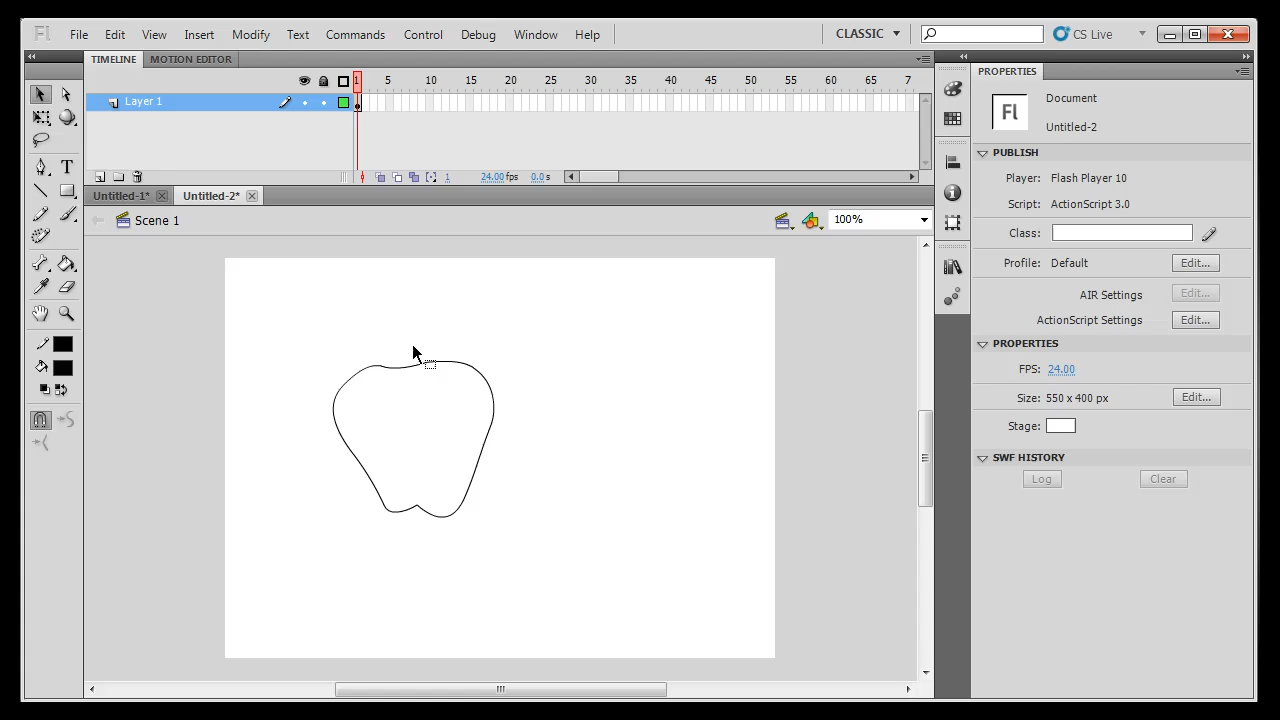 Fl File Edit View Insert Modify Text Commands Control Debug Window Help CLASSIC CS Live
TIMELINE MOTION EDITOR
1 5 10 15 20 25 30 35 40 45 50 55 60 65 7
Layer 1
1 24.00 fps 0.0 s
Untitled-1* Untitled-2*
Scene 1 100%
T
PROPERTIES
Fl
Document
Untitled-2
PUBLISH
Player: Flash Player 10
Script: ActionScript 3.0
Class:
Profile: Default Edit...
AIR Settings Edit...
ActionScript Settings Edit...
PROPERTIES
FPS: 24.00
Size: 550 x 400 px Edit...
Stage:
SWF HISTORY
Log Clear